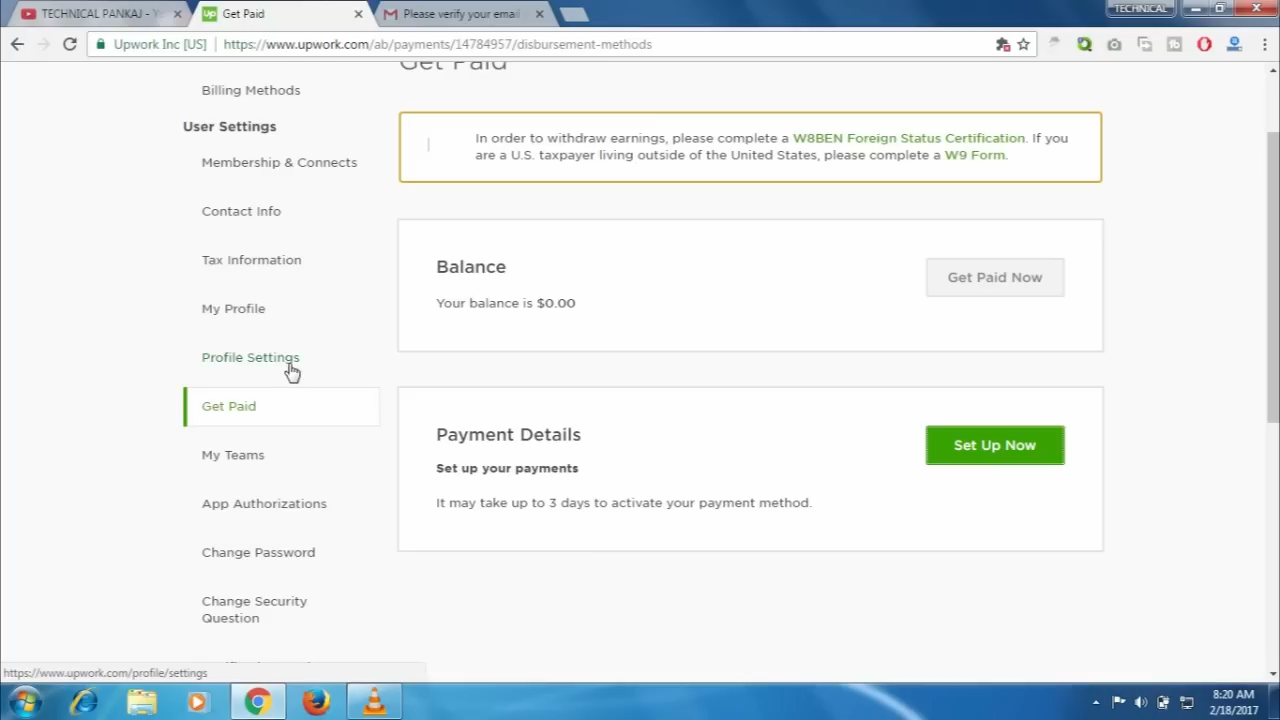 TECHNICAL PANKAJ - Y
Get Paid
Please verify your email
TECHNICAL
Upwork Inc [US]
https://www.upwork.com/ab/payments/14784957/disbursement-methods
Get Paid
Billing Methods
User Settings
Membership & Connects
Contact Info
Tax Information
My Profile
Profile Settings
Get Paid
My Teams
App Authorizations
Change Password
Change Security
Question
In order to withdraw earnings, please complete a W8BEN Foreign Status Certification. If you
are a U.S. taxpayer living outside of the United States, please complete a W9 Form.
Balance
Your balance is $0.00
Get Paid Now
Payment Details
Set up your payments
It may take up to 3 days to activate your payment method.
Set Up Now
https://www.upwork.com/profile/settings
8:20 AM
2/18/2017